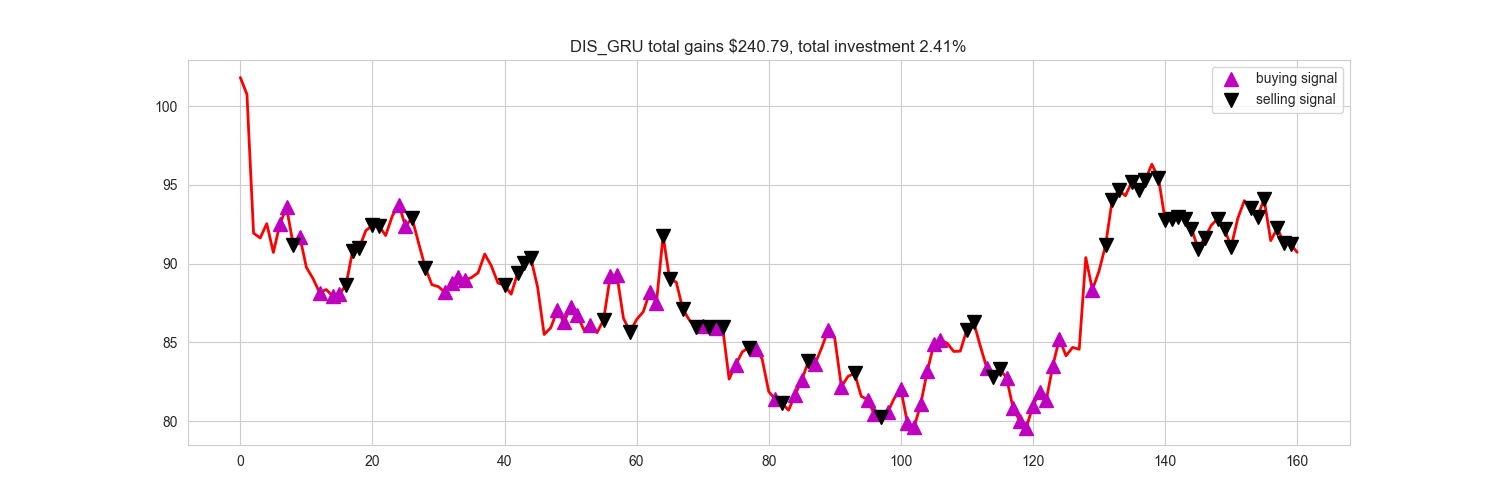 DIS_GRU total gains $240.79, total investment 2.41%
buying signal
selling signal
100
95
90
85
80
0 20 40 60 80 100 120 140 160